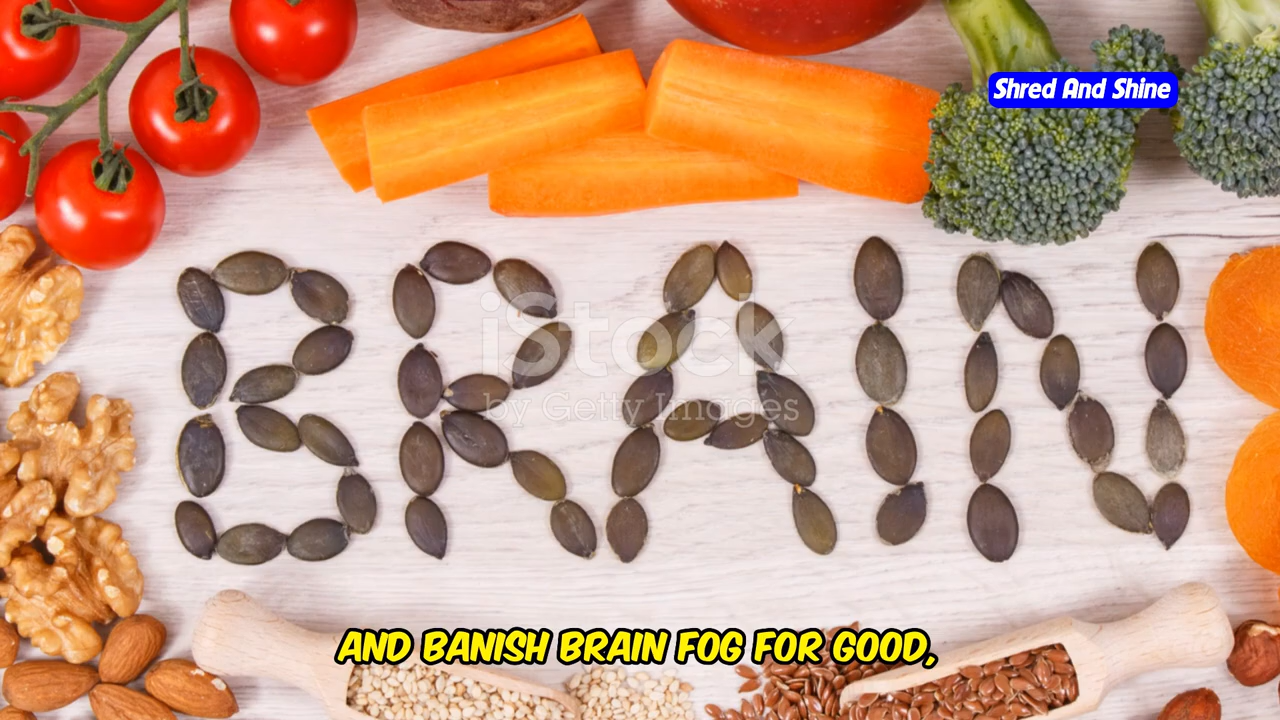 Shred And Shine
BRAIN
iStock
by Getty Images
AND BANISH BRAIN FOG FOR GOOD,